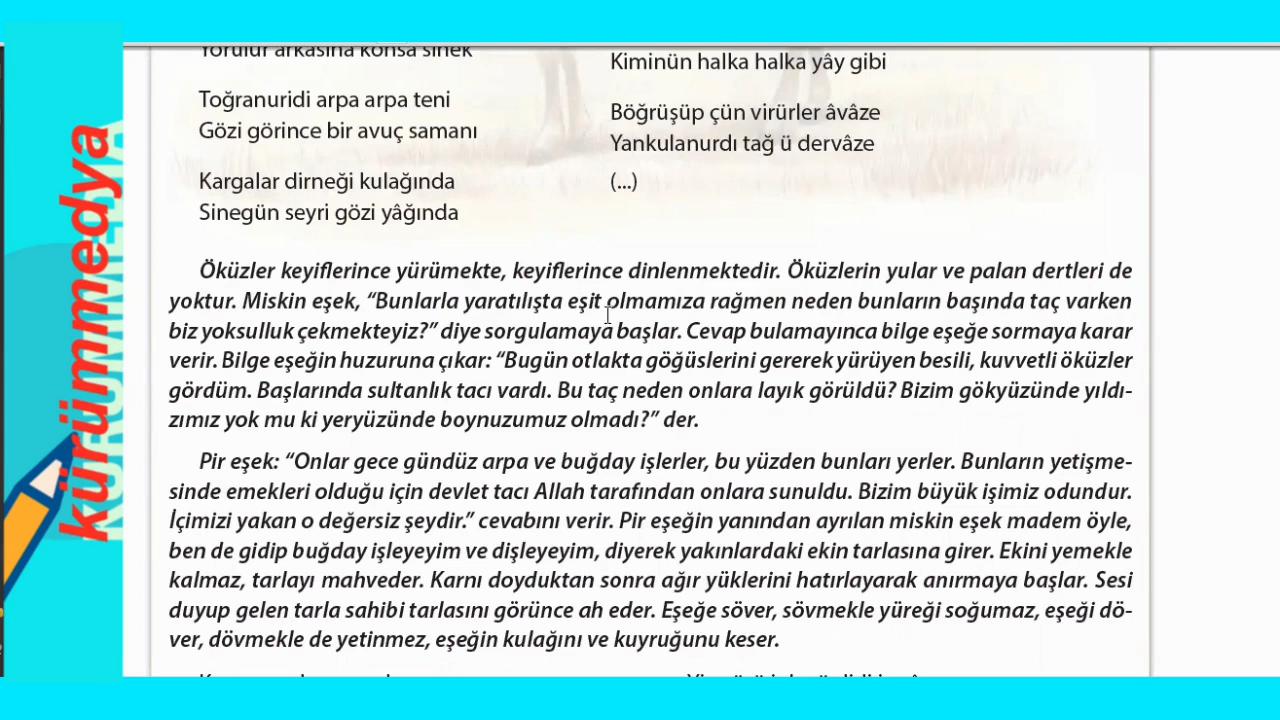 kürümmedya
Yorulur arkasına konsa sinek
Toğranuridi arpa arpa teni
Gözi görince bir avuç samanı
Kargalar dirneği kulağında
Sinegün seyri gözi yâğında
Kiminün halka halka yây gibi
Böğrüşüp çün virürler âvâze
Yankulanurdı tağ ü dervâze
(...)
Öküzler keyiflerince yürümekte, keyiflerince dinlenmektedir. Öküzlerin yular ve palan dertleri de
yoktur. Miskin eşek, “Bunlarla yaratılışta eşit olmamıza rağmen neden bunların başında taç varken
biz yoksulluk çekmekteyiz?” diye sorgulamaya başlar. Cevap bulamayınca bilge eşeğe sormaya karar
verir. Bilge eşeğin huzuruna çıkar: “Bugün otlakta göğüslerini gererek yürüyen besili, kuvvetli öküzler
gördüm. Başlarında sultanlık tacı vardı. Bu taç neden onlara layık görüldü? Bizim gökyüzünde yıldı-
zımız yok mu ki yeryüzünde boynuzumuz olmadı?” der.
Pir eşek: “Onlar gece gündüz arpa ve buğday işlerler, bu yüzden bunları yerler. Bunların yetişme-
sinde emekleri olduğu için devlet tacı Allah tarafından onlara sunuldu. Bizim büyük işimiz odundur.
İçimizi yakan o değersiz şeydir.” cevabını verir. Pir eşeğin yanından ayrılan miskin eşek madem öyle,
ben de gidip buğday işleyeyim ve dişleyeyim, diyerek yakınlardaki ekin tarlasına girer. Ekini yemekle
kalmaz, tarlayı mahveder. Karnı doyduktan sonra ağır yüklerini hatırlayarak anırmaya başlar. Sesi
duyup gelen tarla sahibi tarlasını görünce ah eder. Eşeğe söver, sövmekle yüreği soğumaz, eşeği dö-
ver, dövmekle de yetinmez, eşeğin kulağını ve kuyruğunu keser.